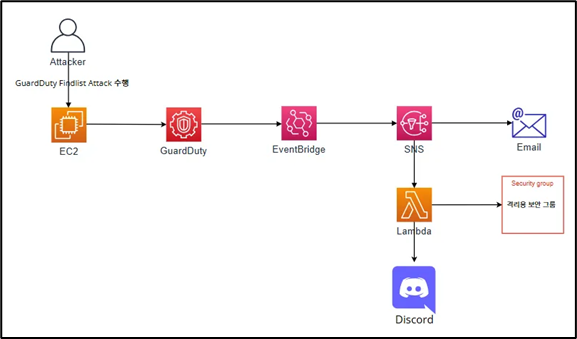 Attacker
GuardDuty Findlist Attack 수행
EC2
GuardDuty
EventBridge
SNS
@
Email
Security group
격리용 보안 그룹
Lambda
Discord